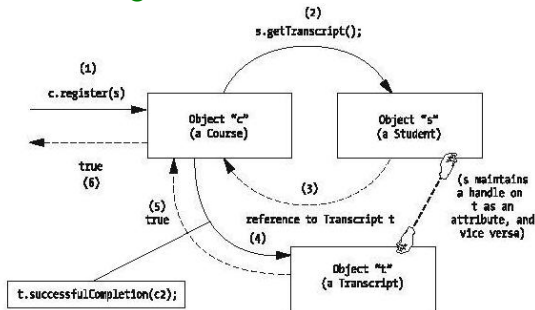 (2)
s.getTranscript();
(1)
c.register(s)
Object "c"
(a Course)
Object "s"
(a Student)
true
(6)
(3)
reference to Transcript t
(s maintains
a handle on
t as an
attribute, and
vice versa)
(5)
true
(4)
Object "t"
(a Transcript)
t.successfulCompletion(c2);